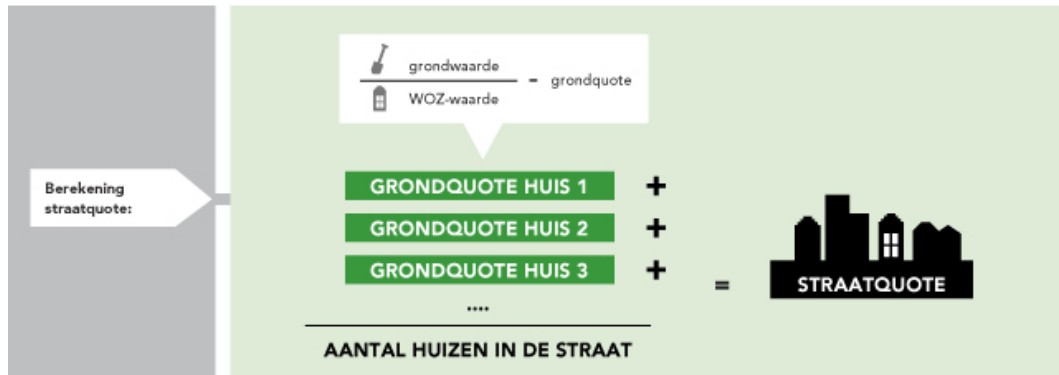 grondwaarde
WOZ-waarde
= grondquote
Berekening
straatquote:
GRONDQUOTE HUIS 1 +
GRONDQUOTE HUIS 2 +
GRONDQUOTE HUIS 3 +
....
AANTAL HUIZEN IN DE STRAAT
=
STRAATQUOTE